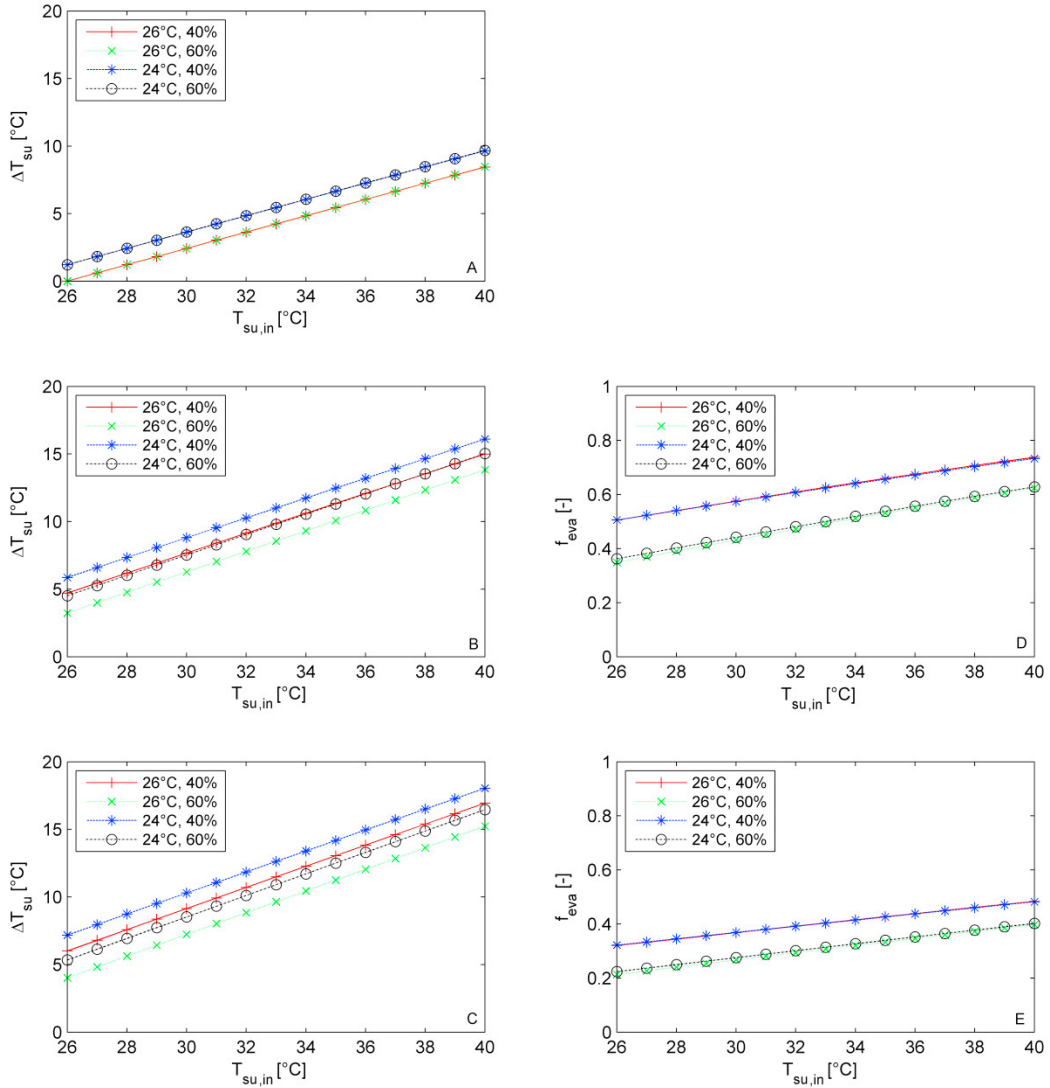 20
15
10
5
0
ΔT_su [°C]
26°C, 40%
26°C, 60%
24°C, 40%
24°C, 60%
A
26 28 30 32 34 36 38 40
T_su,in [°C]
20
15
10
5
0
ΔT_su [°C]
26°C, 40%
26°C, 60%
24°C, 40%
24°C, 60%
B
26 28 30 32 34 36 38 40
T_su,in [°C]
1
0.8
0.6
0.4
0.2
0
f_eva [-]
26°C, 40%
26°C, 60%
24°C, 40%
24°C, 60%
D
26 28 30 32 34 36 38 40
T_su,in [°C]
20
15
10
5
0
ΔT_su [°C]
26°C, 40%
26°C, 60%
24°C, 40%
24°C, 60%
C
26 28 30 32 34 36 38 40
T_su,in [°C]
1
0.8
0.6
0.4
0.2
0
f_eva [-]
26°C, 40%
26°C, 60%
24°C, 40%
24°C, 60%
E
26 28 30 32 34 36 38 40
T_su,in [°C]